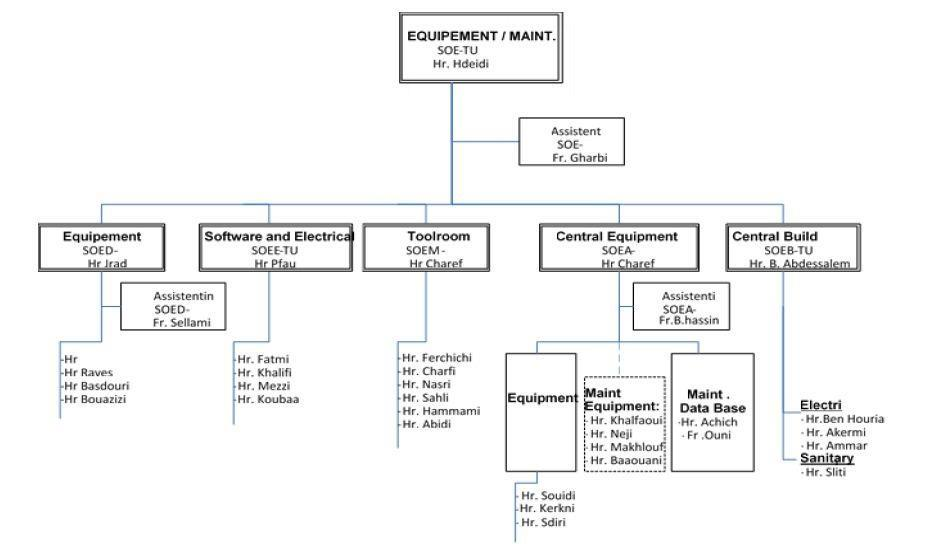 EQUIPEMENT / MAINT.
SOE-TU
Hr. Hdeidi
Assistent
SOE-
Fr. Gharbi
Equipement
SOED-
Hr Jrad
Software and Electrical
SOEE-TU
Hr Pfau
Toolroom
SOEM -
Hr Charef
Central Equipment
SOEA-
Hr Charef
Central Build
SOEB-TU
Hr. B. Abdessalem
Assistentin
SOED-
Fr. Sellami
Assistenti
SOEA-
Fr.B.hassin
-Hr
-Hr Raves
-Hr Basdouri
-Hr Bouazizi
-Hr. Fatmi
-Hr. Khalifi
-Hr. Mezzi
-Hr. Koubaa
-Hr. Ferchichi
-Hr. Charfi
-Hr. Nasri
-Hr. Sahli
-Hr. Hammami
-Hr. Abidi
Equipment
-Hr. Souidi
-Hr. Kerkni
-Hr. Sdiri
Maint
Equipment:
- Hr. Khalfaoui
- Hr. Neji
- Hr. Makhlouf
- Hr. Baaouani
Maint .
Data Base
-Hr. Achich
- Fr .Ouni
Electri
- Hr.Ben Houria
- Hr. Akermi
- Hr. Ammar
Sanitary
- Hr. Sliti